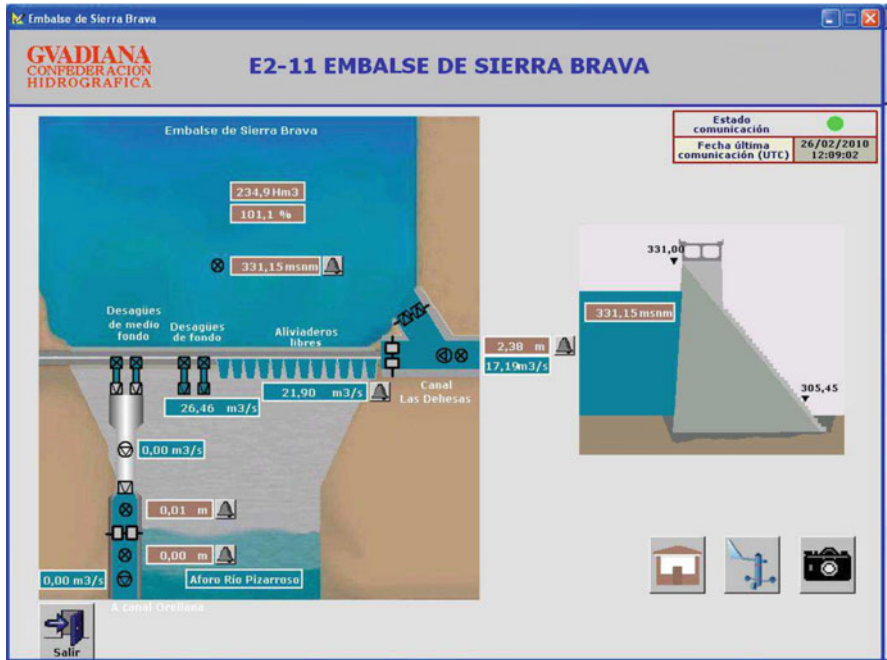 Embalse de Sierra Brava
GVADIANA
CONFEDERACIÓN
HIDROGRAFICA
E2-11 EMBALSE DE SIERRA BRAVA
Estado
comunicación
Fecha última
comunicación (UTC)
26/02/2010
12:09:02
Embalse de Sierra Brava
234,9 Hm3
101,1 %
331,15 msnm
Desagües
de medio
fondo
Desagües
de fondo
Aliviaderos
libres
2,38 m
17,19m3/s
21,90 m3/s
Canal
Las Dehesas
26,46 m3/s
0,00 m3/s
0,01 m
0,00 m
0,00 m3/s
Aforo Río Pizarroso
A canal Orellana
331,00
331,15 msnm
305,45
Salir